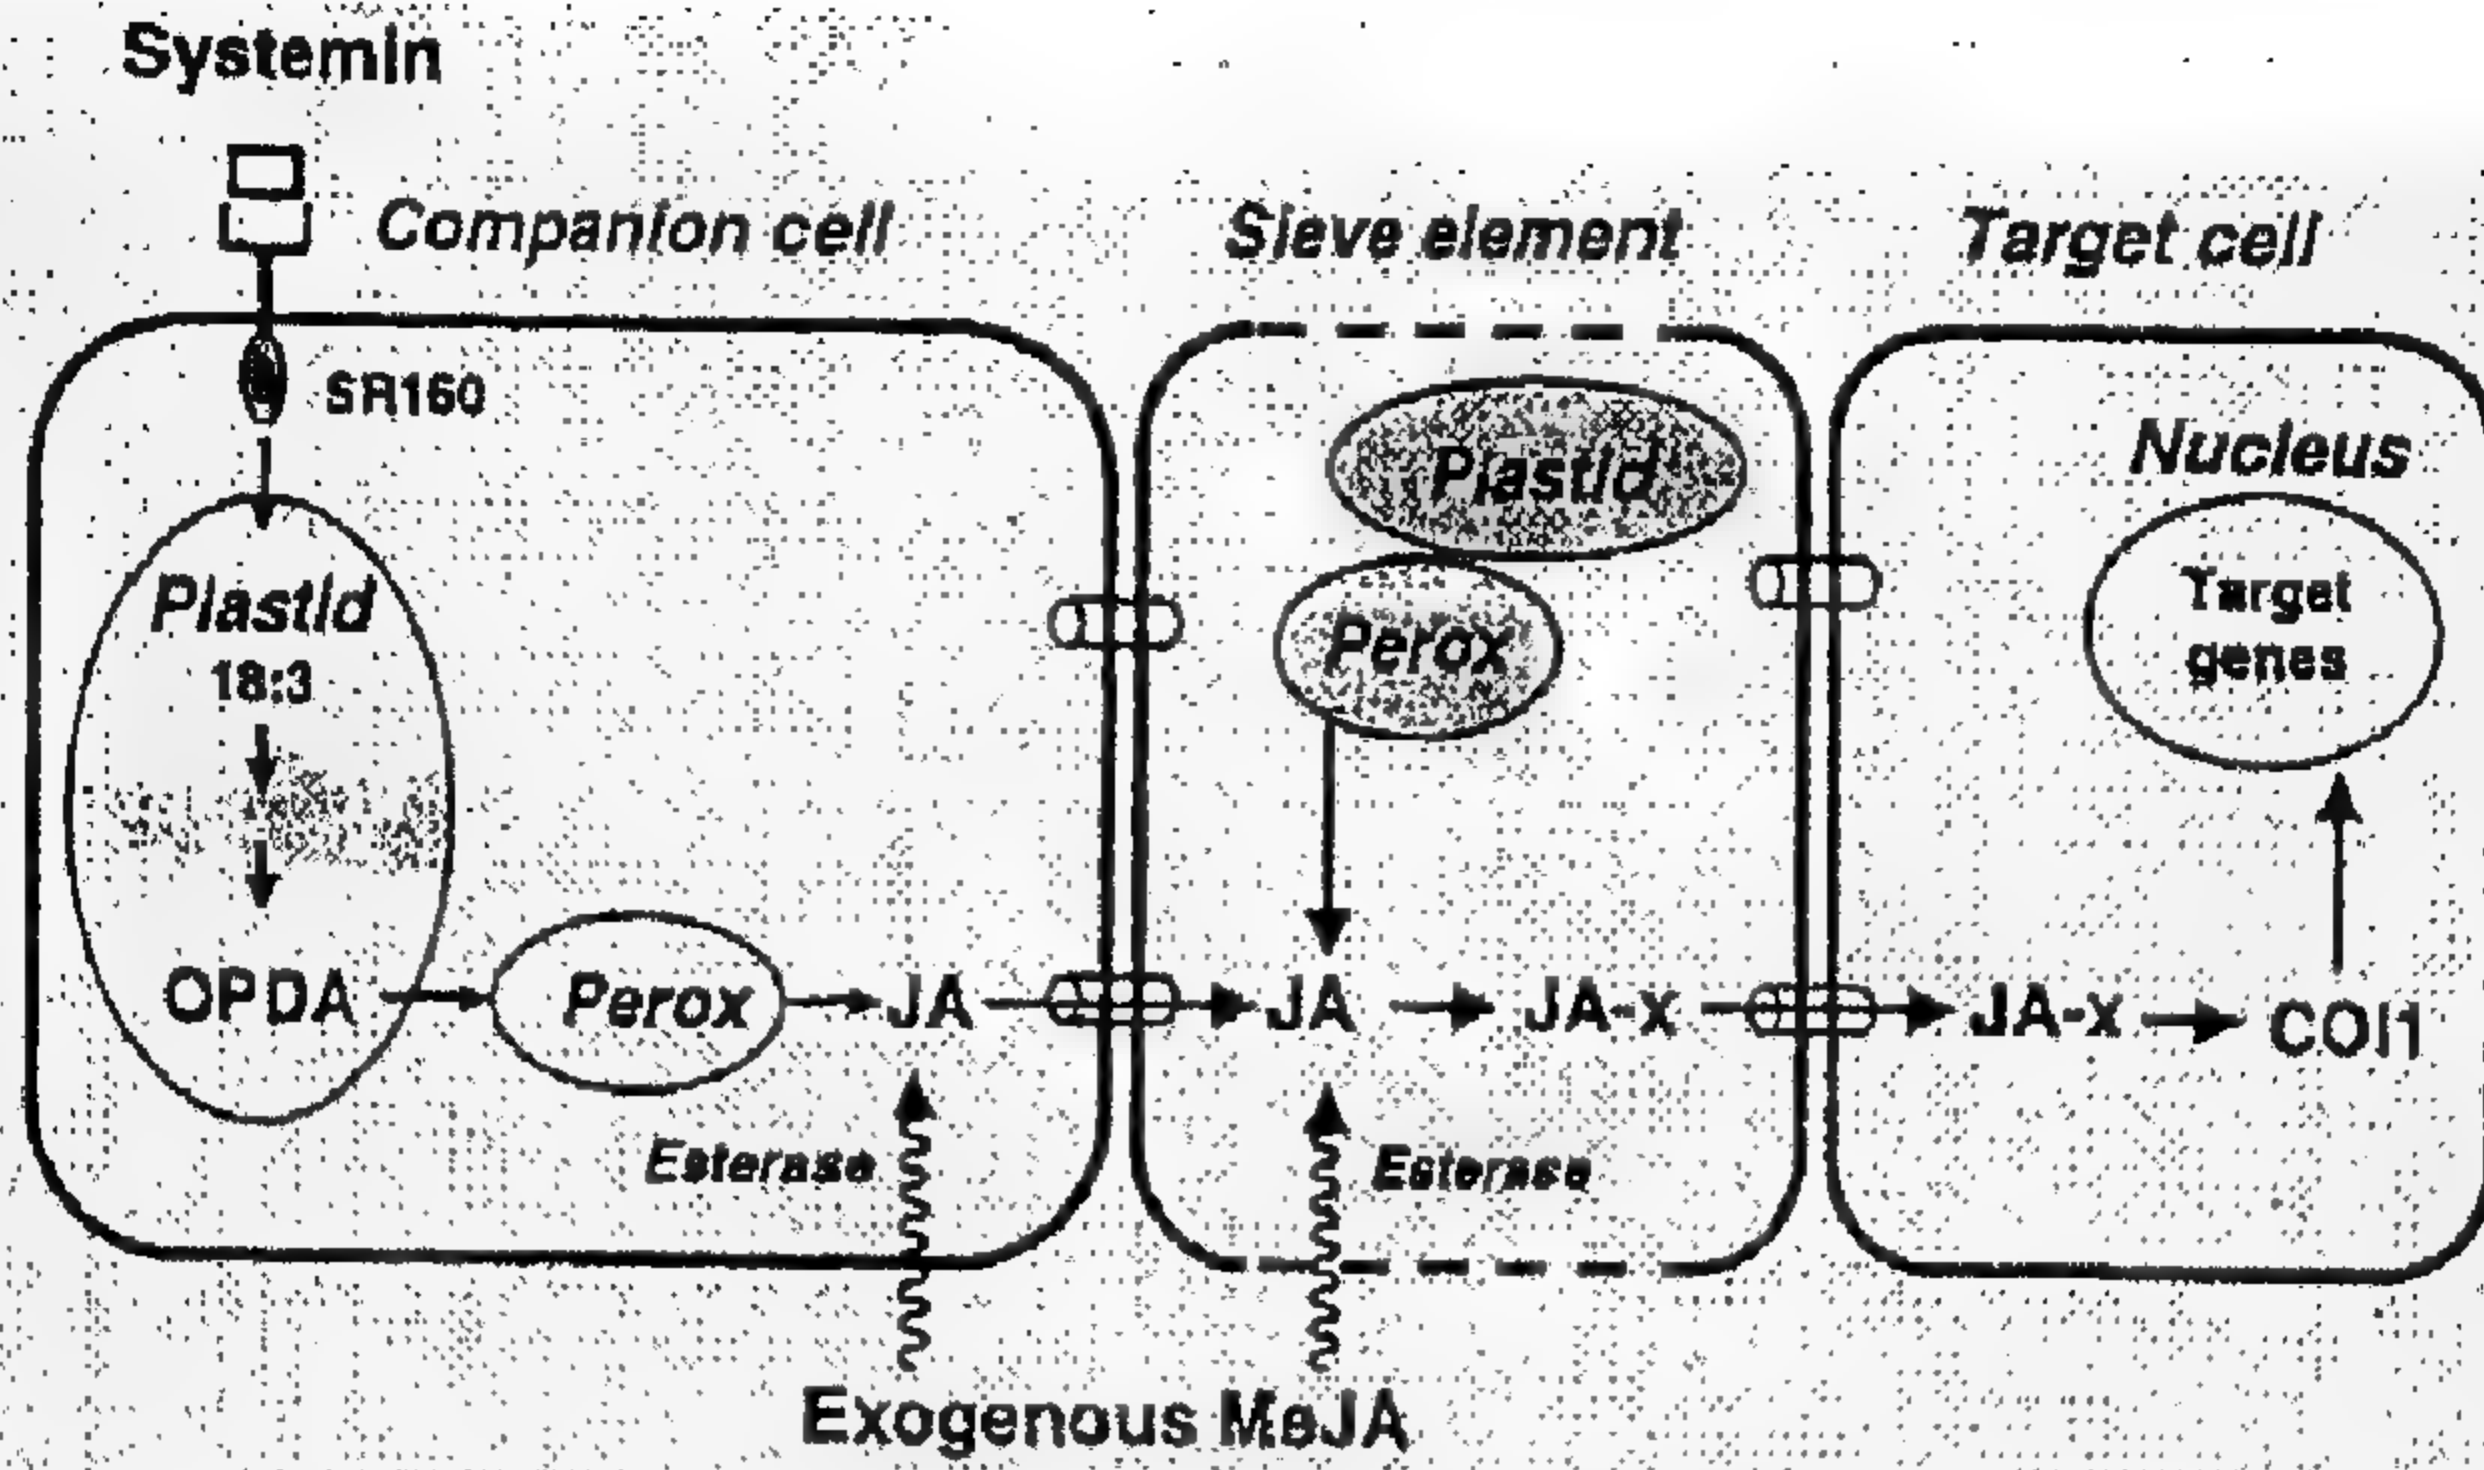 Systemin
Companion cell
Sieve element
Target cell
SR160
Plastid
18:3
OPDA
Perox
JA
Esterase
Plastid
Perox
JA
JA-x
Esterase
Nucleus
Target
genes
JA-x
COI1
Exogenous MeJA